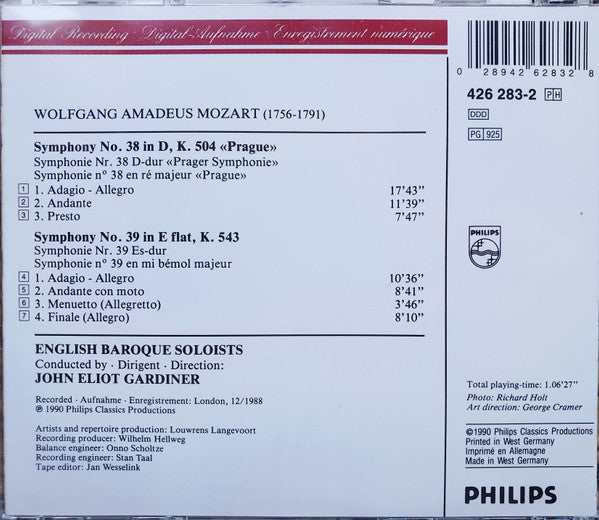 Digital Recording · Digital-Aufnahme · Enregistrement numérique
WOLFGANG AMADEUS MOZART (1756-1791)
Symphony No. 38 in D, K. 504 «Prague»
Symphonie Nr. 38 D-dur «Prager Symphonie»
Symphonie n° 38 en ré majeur «Prague»
1 1. Adagio - Allegro 17'43"
2 2. Andante 11'39"
3 3. Presto 7'47"
Symphony No. 39 in E flat, K. 543
Symphonie Nr. 39 Es-dur
Symphonie n° 39 en mi bémol majeur
4 1. Adagio - Allegro 10'36"
5 2. Andante con moto 8'41"
6 3. Menuetto (Allegretto) 3'46"
7 4. Finale (Allegro) 8'10"
ENGLISH BAROQUE SOLOISTS
Conducted by · Dirigent · Direction:
JOHN ELIOT GARDINER
Recorded · Aufnahme · Enregistrement: London, 12/1988
℗ 1990 Philips Classics Productions
Artists and repertoire production: Louwrens Langevoort
Recording producer: Wilhelm Hellweg
Balance engineer: Onno Scholtze
Recording engineer: Stan Taal
Tape editor: Jan Wesselink
0 28942 62832 8
426 283-2 PH
DDD
PG 925
PHILIPS
Total playing-time: 1.06'27"
Photo: Richard Holt
Art direction: George Cramer
©1990 Philips Classics Productions
Printed in West Germany
Imprimé en Allemagne
Made in West Germany
PHILIPS